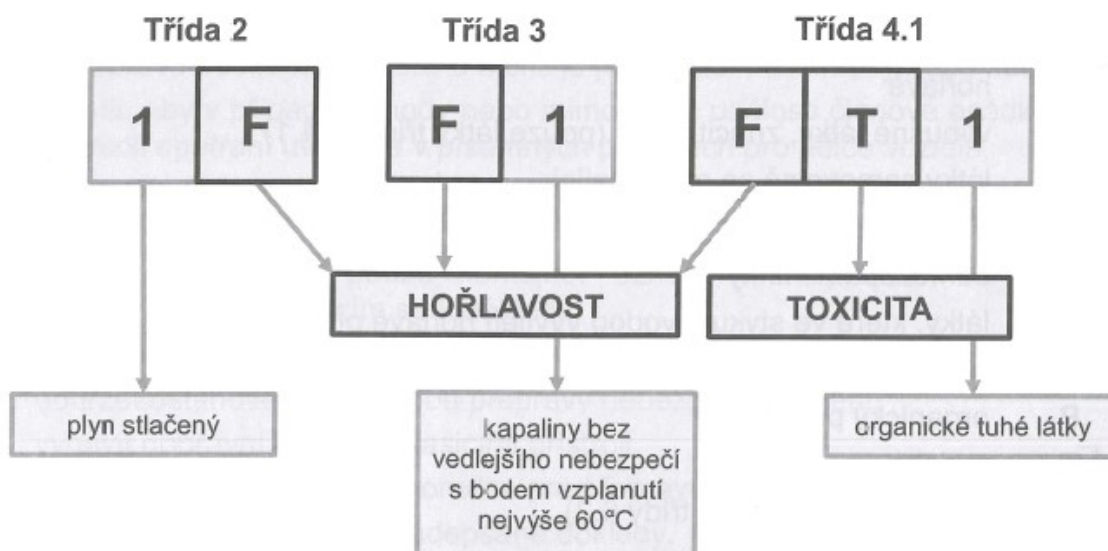 Třída 2 Třída 3 Třída 4.1
1 F F 1 F T 1
HOŘLAVOST TOXICITA
plyn stlačený
kapaliny bez
vedlejšího nebezpečí
s bodem vzplanutí
nejvýše 60°C
organické tuhé látky